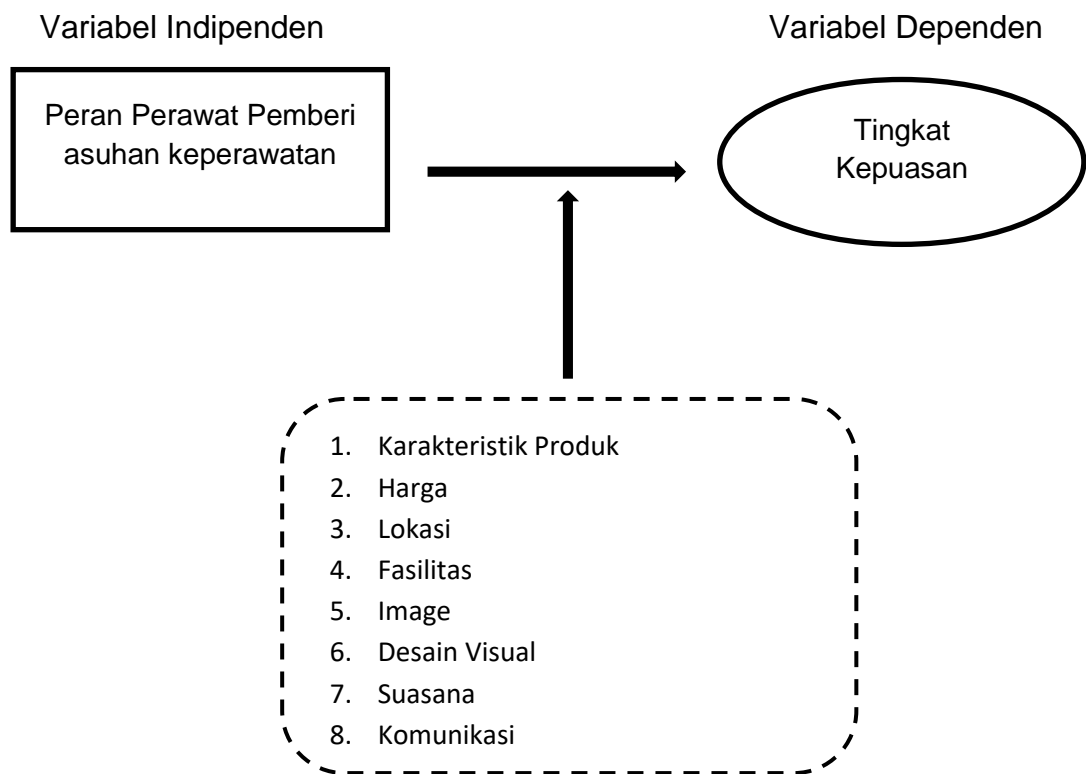 Variabel Indipenden
Variabel Dependen
Peran Perawat Pemberi
asuhan keperawatan
Tingkat
Kepuasan
1. Karakteristik Produk
2. Harga
3. Lokasi
4. Fasilitas
5. Image
6. Desain Visual
7. Suasana
8. Komunikasi